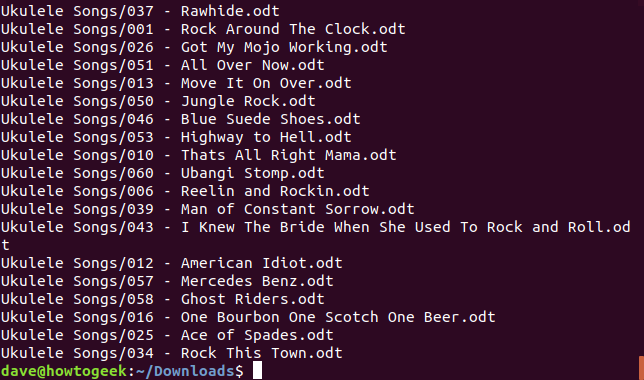 Ukulele Songs/037 - Rawhide.odt
Ukulele Songs/001 - Rock Around The Clock.odt
Ukulele Songs/026 - Got My Mojo Working.odt
Ukulele Songs/051 - All Over Now.odt
Ukulele Songs/013 - Move It On Over.odt
Ukulele Songs/050 - Jungle Rock.odt
Ukulele Songs/046 - Blue Suede Shoes.odt
Ukulele Songs/053 - Highway to Hell.odt
Ukulele Songs/010 - Thats All Right Mama.odt
Ukulele Songs/060 - Ubangi Stomp.odt
Ukulele Songs/006 - Reelin and Rockin.odt
Ukulele Songs/039 - Man of Constant Sorrow.odt
Ukulele Songs/043 - I Knew The Bride When She Used To Rock and Roll.od
t
Ukulele Songs/012 - American Idiot.odt
Ukulele Songs/057 - Mercedes Benz.odt
Ukulele Songs/058 - Ghost Riders.odt
Ukulele Songs/016 - One Bourbon One Scotch One Beer.odt
Ukulele Songs/025 - Ace of Spades.odt
Ukulele Songs/034 - Rock This Town.odt
dave@howtogeek:~/Downloads$